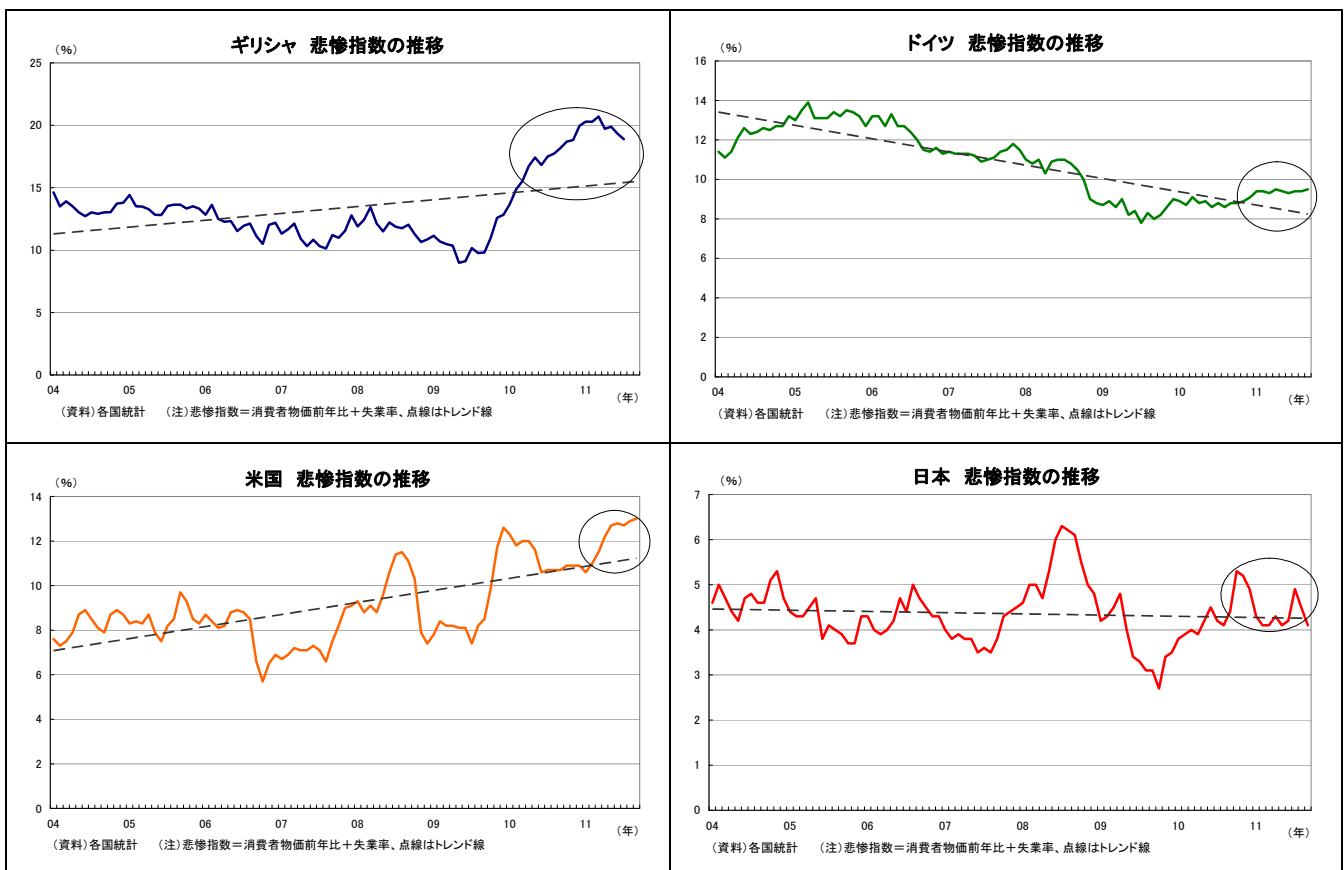 ギリシャ 悲惨指数の推移
(%)
25
20
15
10
5
0
04 05 06 07 08 09 10 11
(年)
(資料)各国統計 (注)悲惨指数=消費者物価前年比+失業率、点線はトレンド線
ドイツ 悲惨指数の推移
(%)
16
14
12
10
8
6
4
2
0
04 05 06 07 08 09 10 11
(年)
(資料)各国統計 (注)悲惨指数=消費者物価前年比+失業率、点線はトレンド線
米国 悲惨指数の推移
(%)
14
12
10
8
6
4
2
0
04 05 06 07 08 09 10 11
(年)
(資料)各国統計 (注)悲惨指数=消費者物価前年比+失業率、点線はトレンド線
日本 悲惨指数の推移
(%)
7
6
5
4
3
2
1
0
04 05 06 07 08 09 10 11
(年)
(資料)各国統計 (注)悲惨指数=消費者物価前年比+失業率、点線はトレンド線